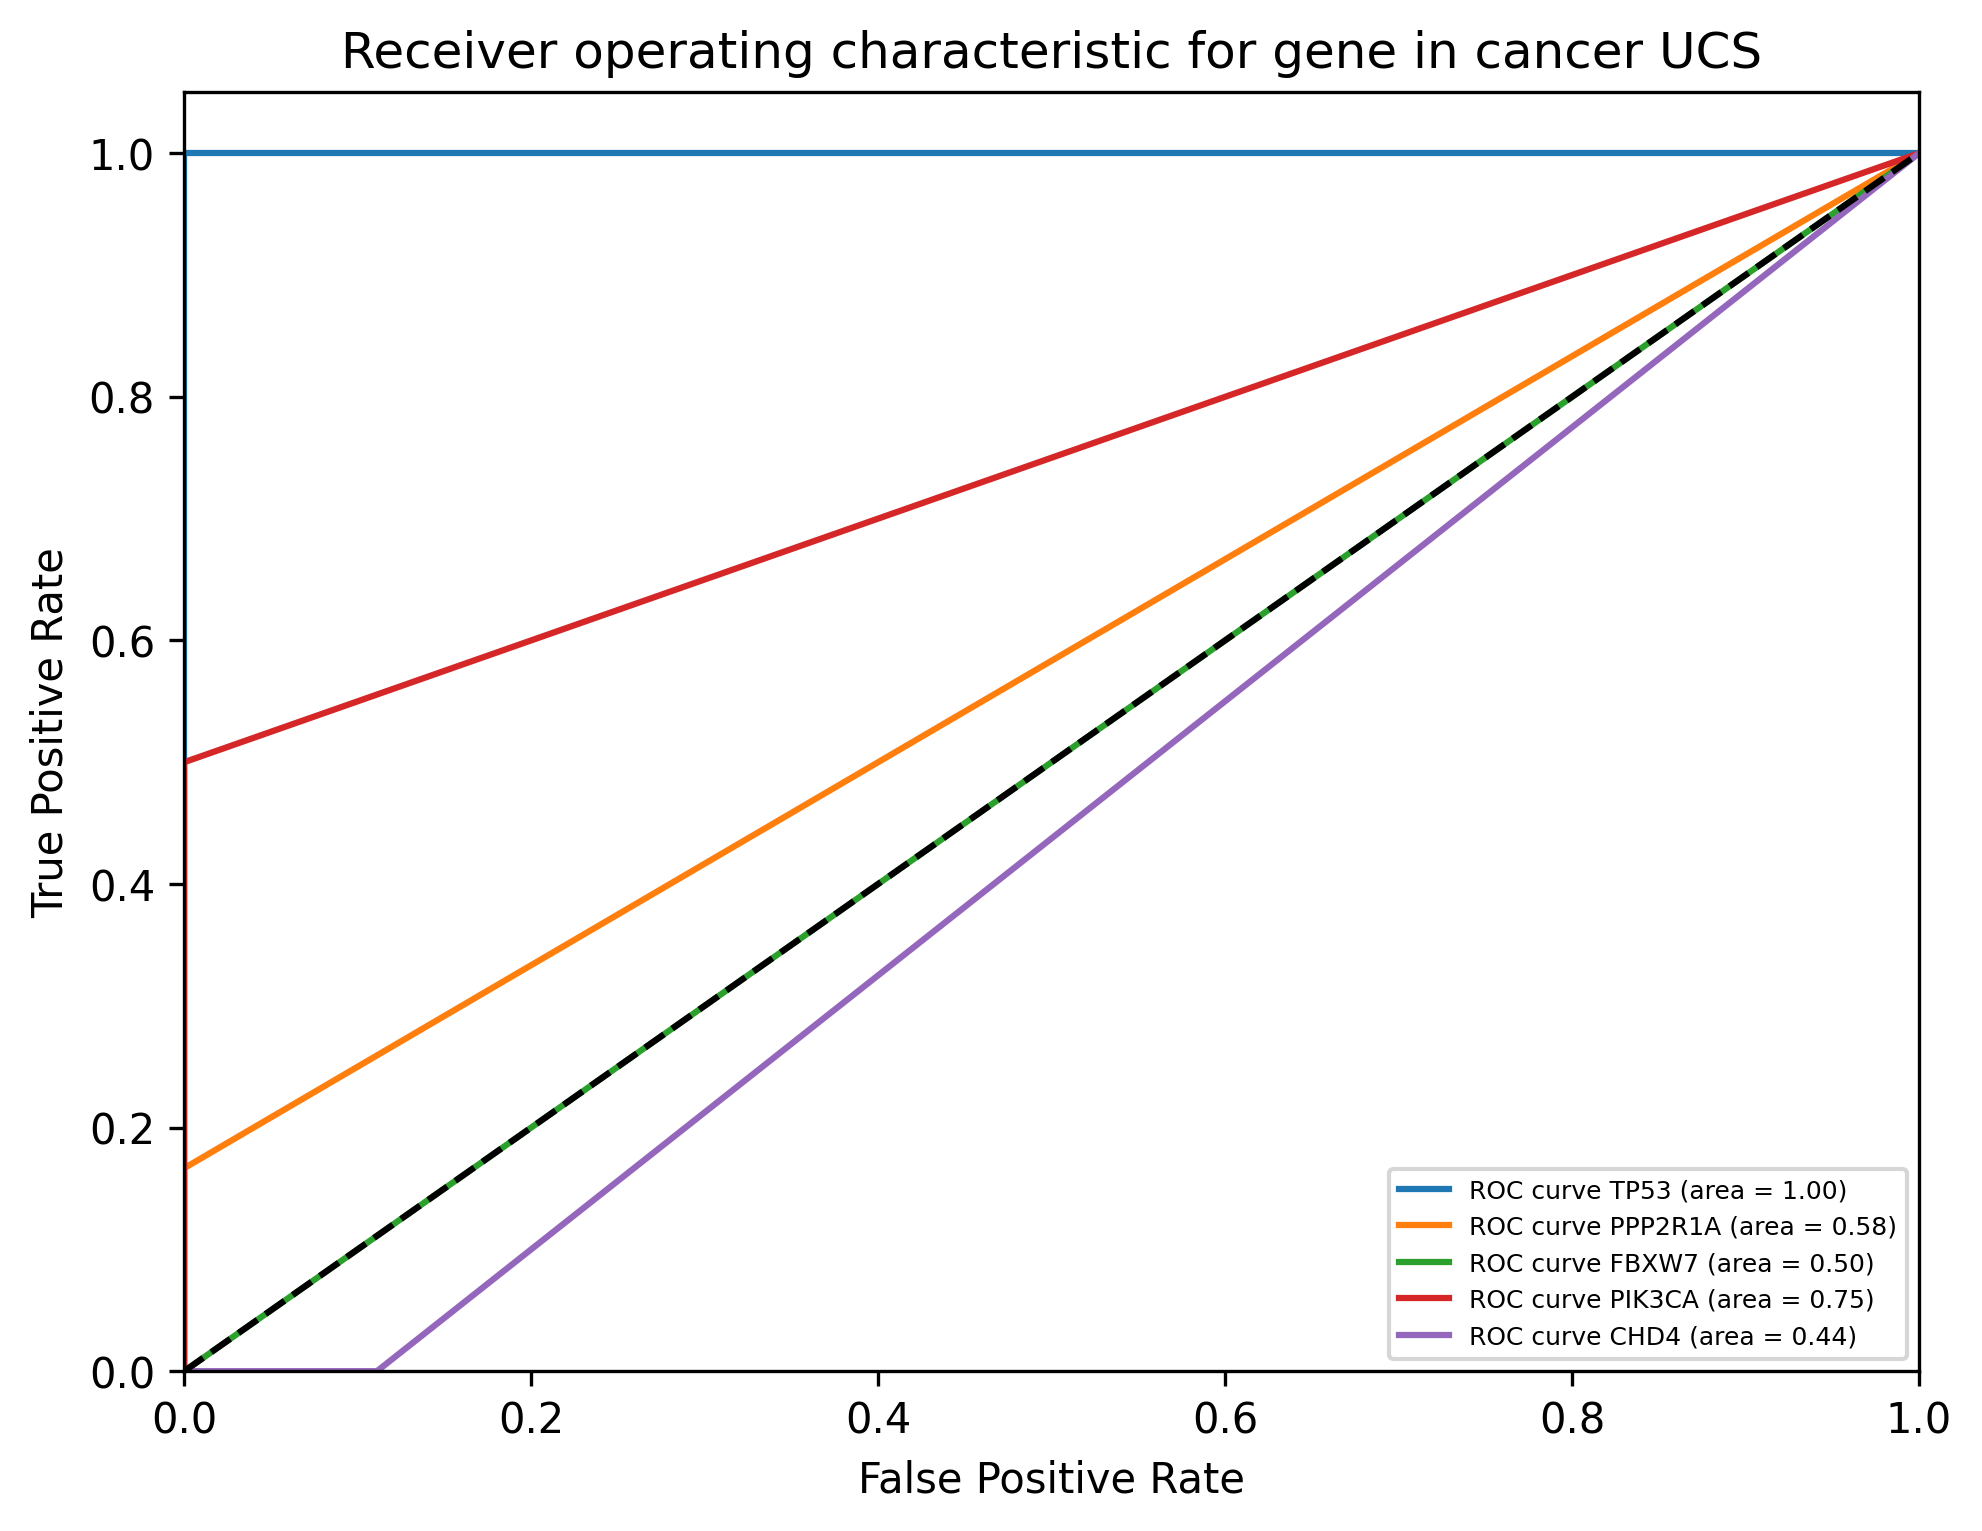 Receiver operating characteristic for gene in cancer UCS
True Positive Rate
1.0
0.8
0.6
0.4
0.2
0.0
0.0 0.2 0.4 0.6 0.8 1.0
False Positive Rate
ROC curve TP53 (area = 1.00)
ROC curve PPP2R1A (area = 0.58)
ROC curve FBXW7 (area = 0.50)
ROC curve PIK3CA (area = 0.75)
ROC curve CHD4 (area = 0.44)